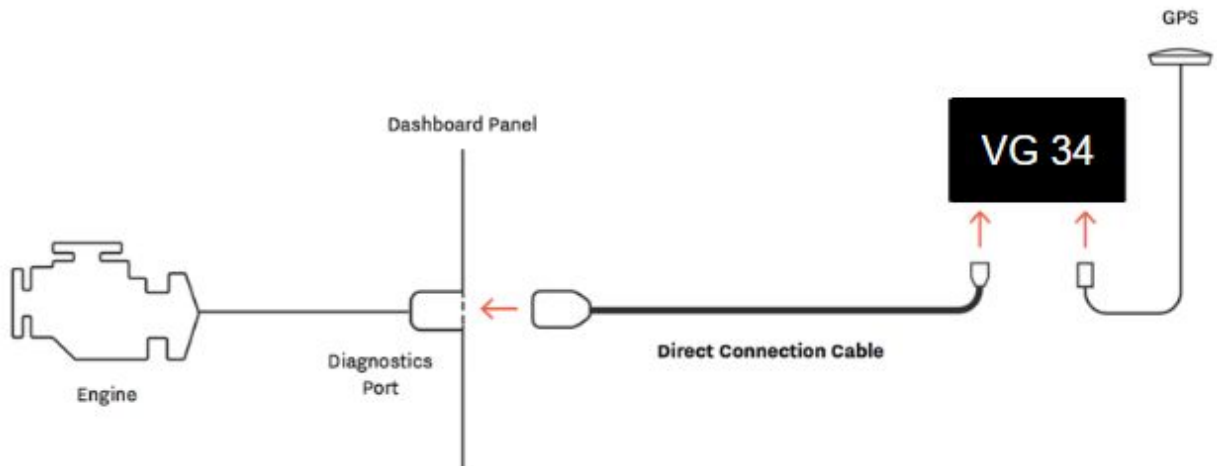 GPS
Dashboard Panel
VG 34
Direct Connection Cable
Diagnostics
Port
Engine